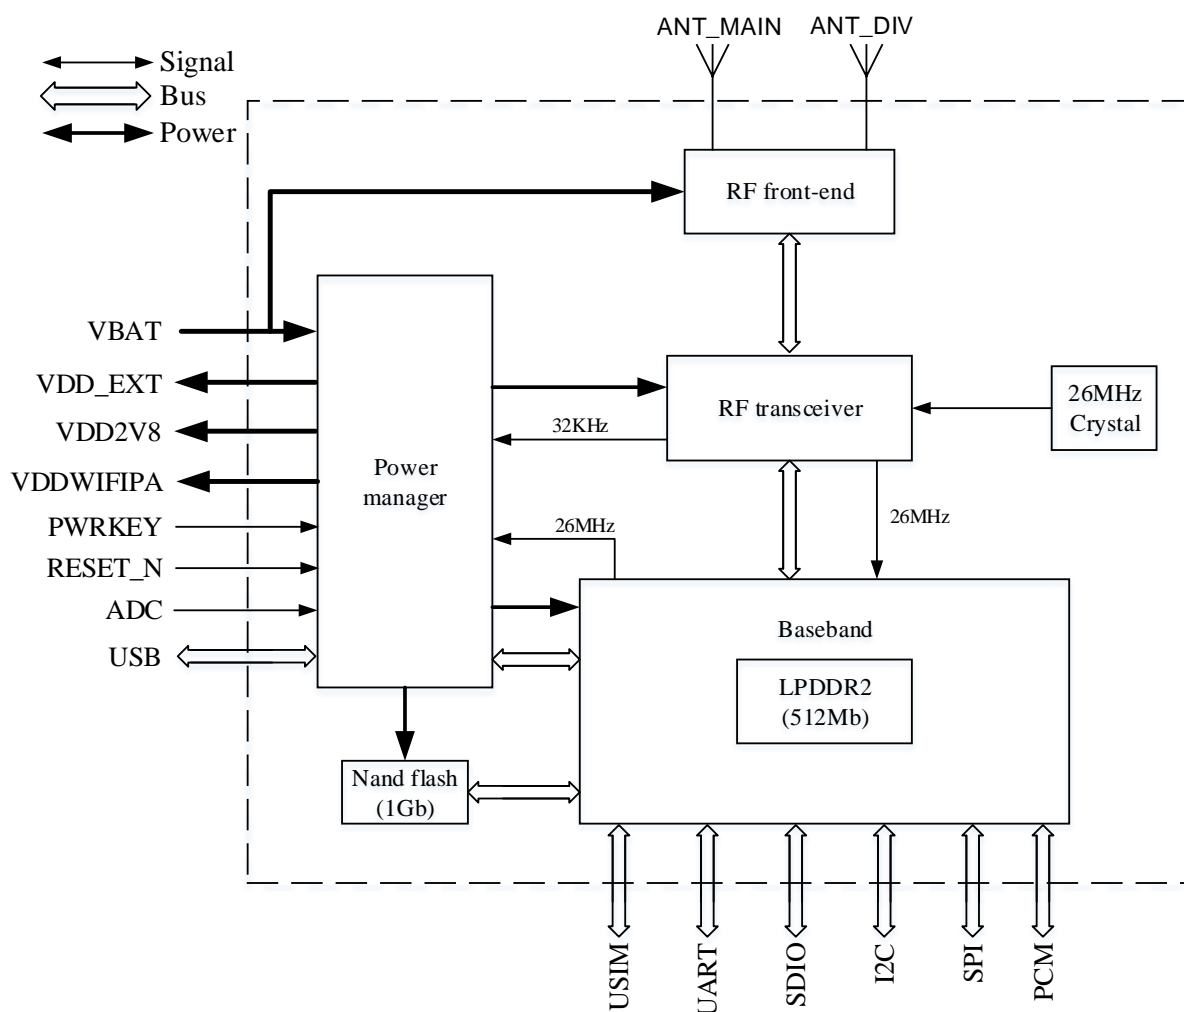 ANT_MAIN ANT_DIV
Signal
Bus
Power
RF front-end
VBAT
VDD_EXT
VDD2V8
VDDWIFIPA
PWRKEY
RESET_N
ADC
USB
Power
manager
RF transceiver
26MHz
Crystal
32KHz
26MHz
26MHz
Baseband
LPDDR2
(512Mb)
Nand flash
(1Gb)
USIM
UART
SDIO
I2C
SPI
PCM